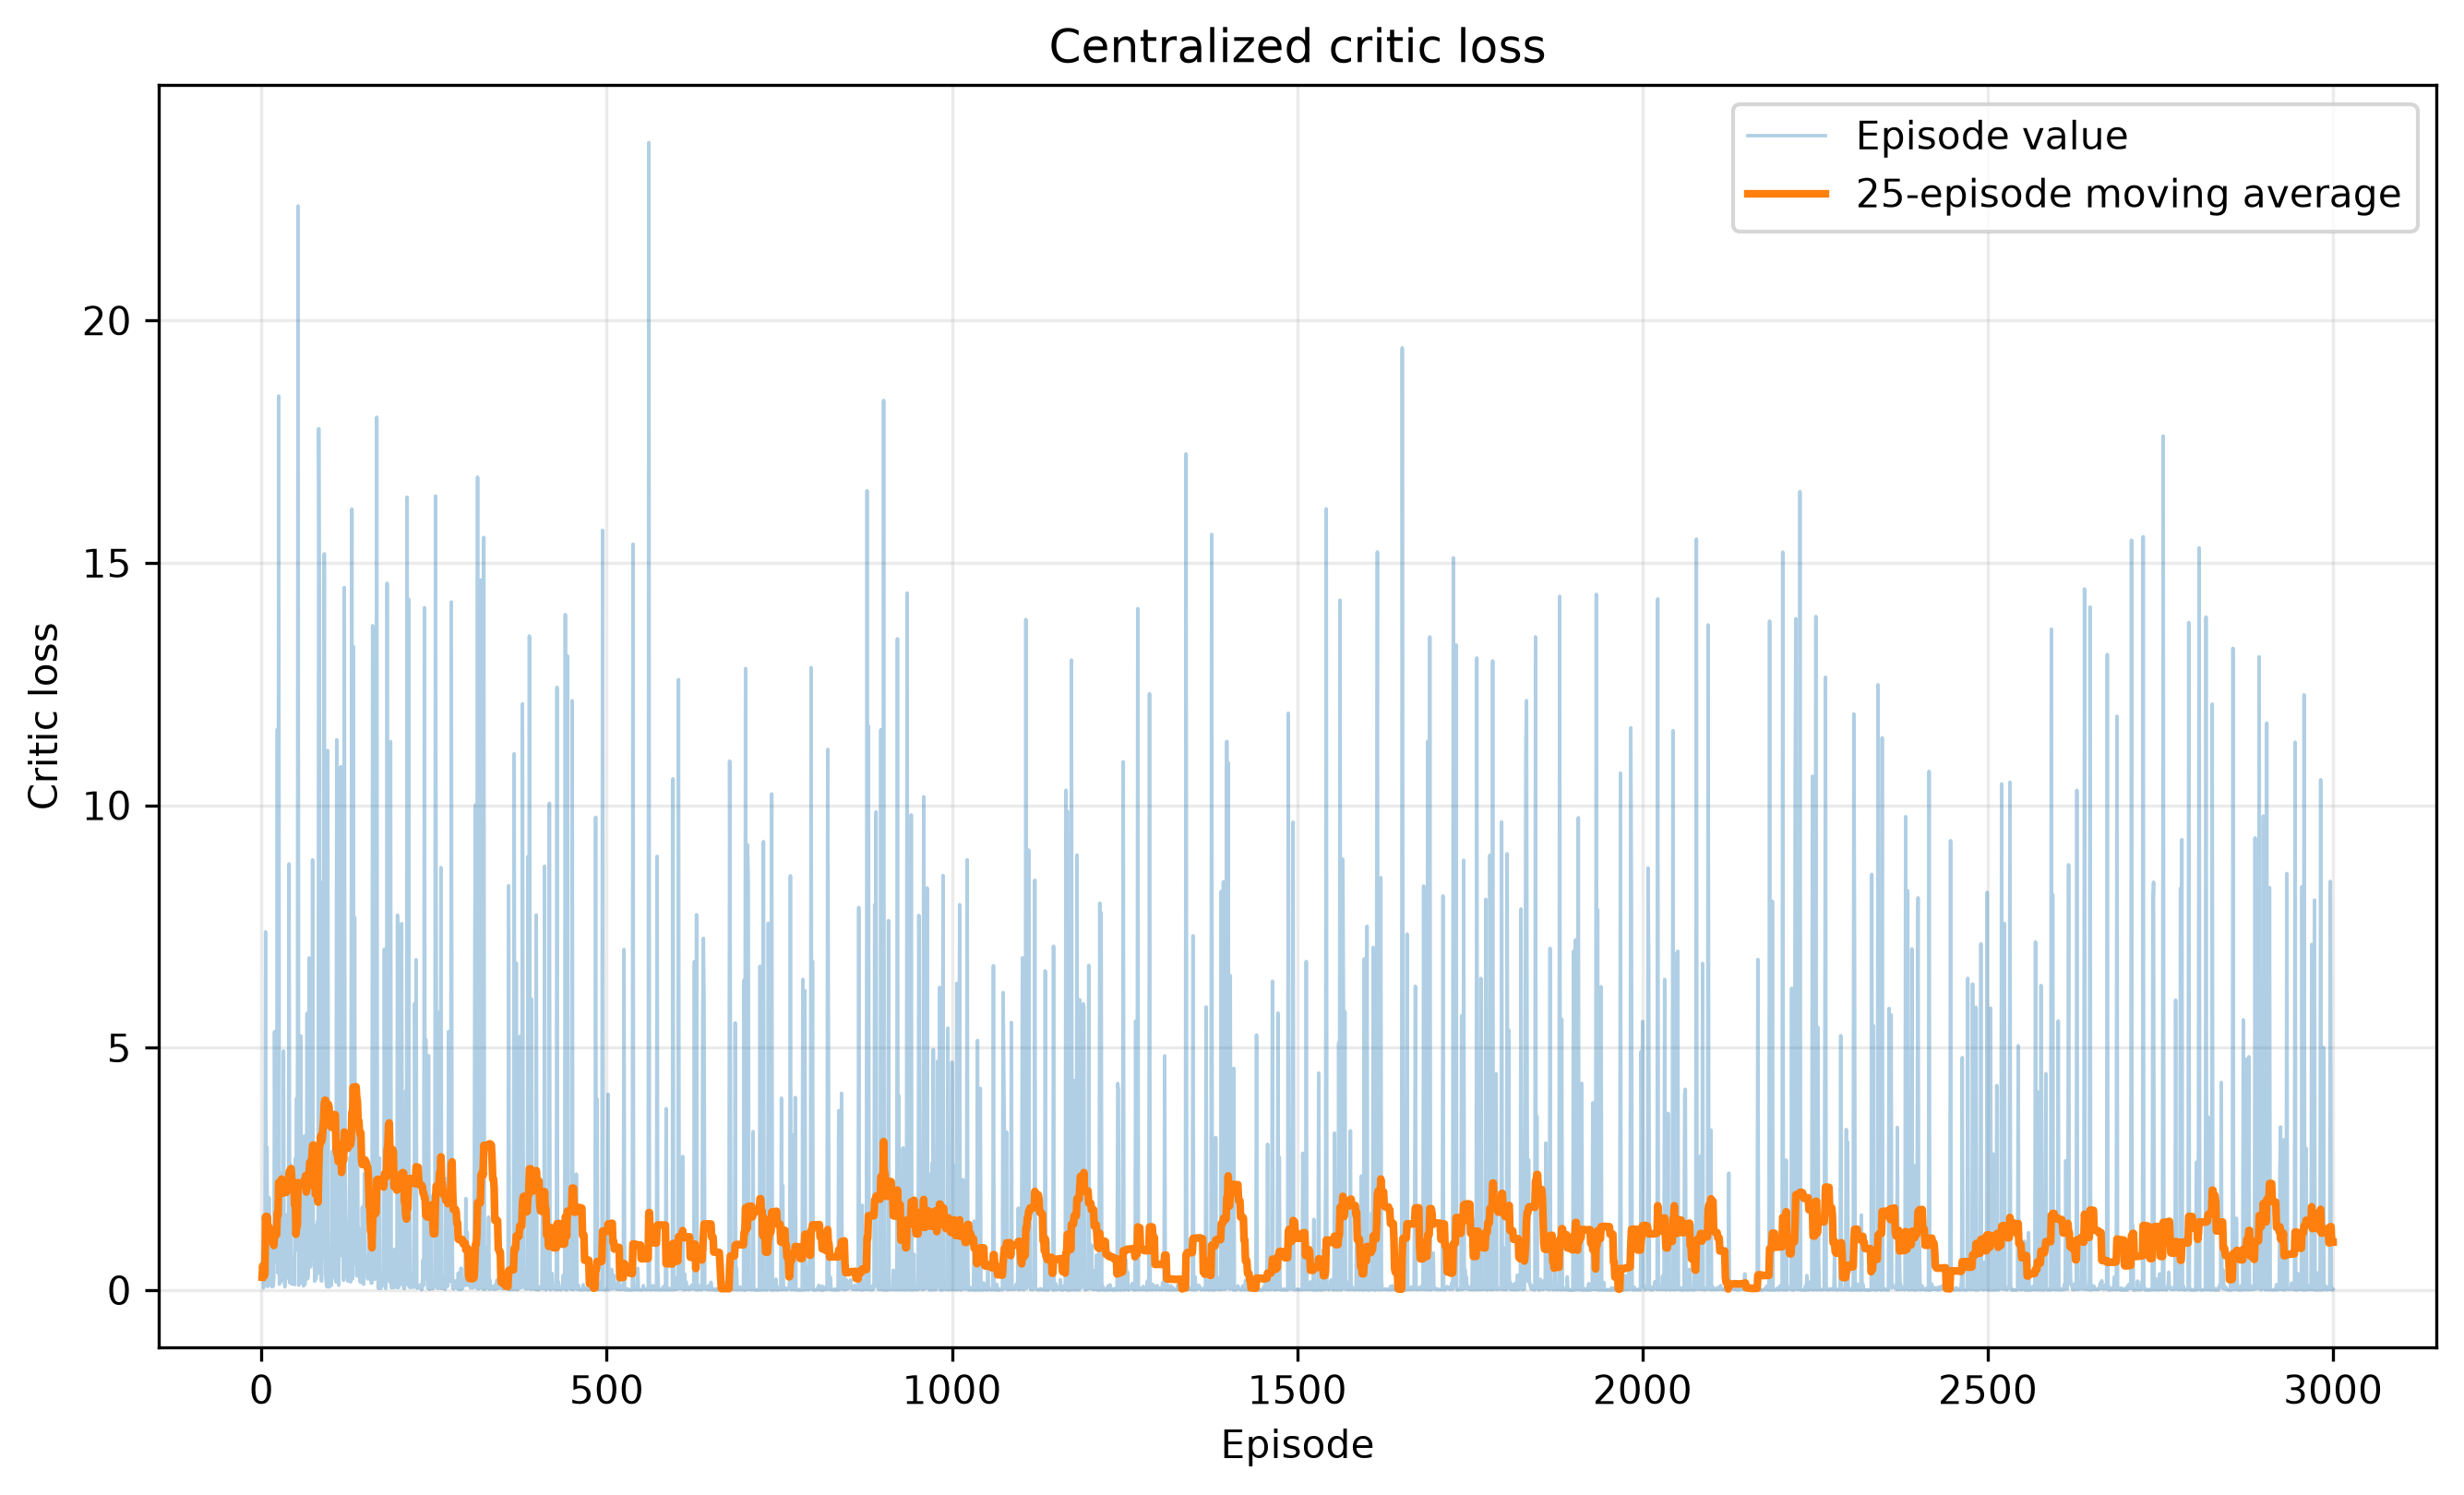 Centralized critic loss
Episode value
25-episode moving average
Critic loss
20
15
10
5
0
0 500 1000 1500 2000 2500 3000
Episode